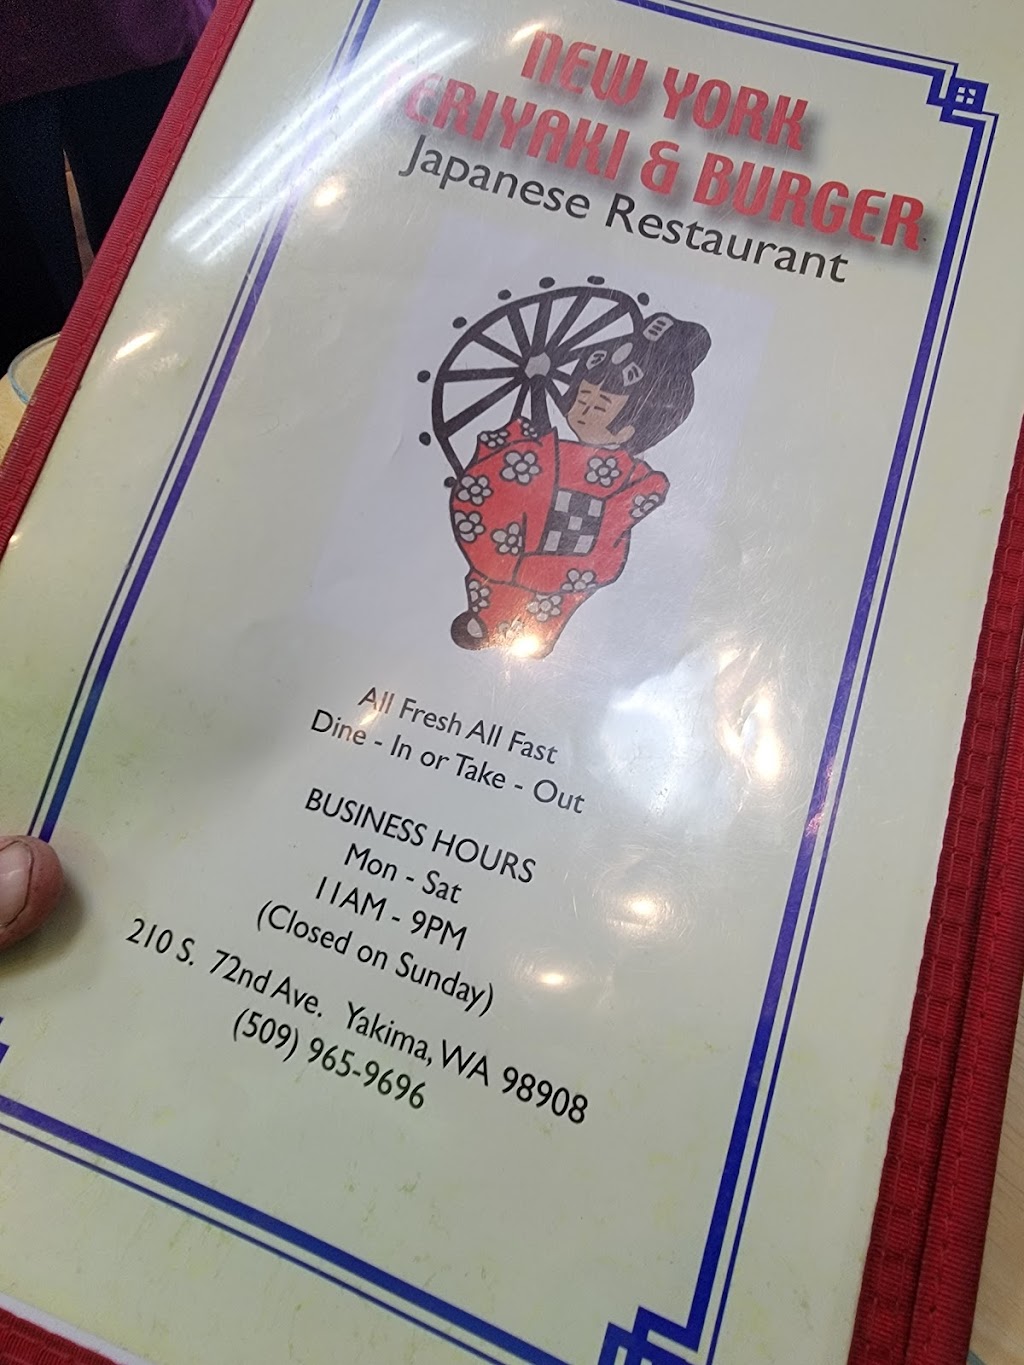 NEW YORK
TERIYAKI & BURGER
Japanese Restaurant
All Fresh All Fast
Dine - In or Take - Out
BUSINESS HOURS
Mon - Sat
11AM - 9PM
(Closed on Sunday)
210 S. 72nd Ave. Yakima, WA 98908
(509) 965-9696